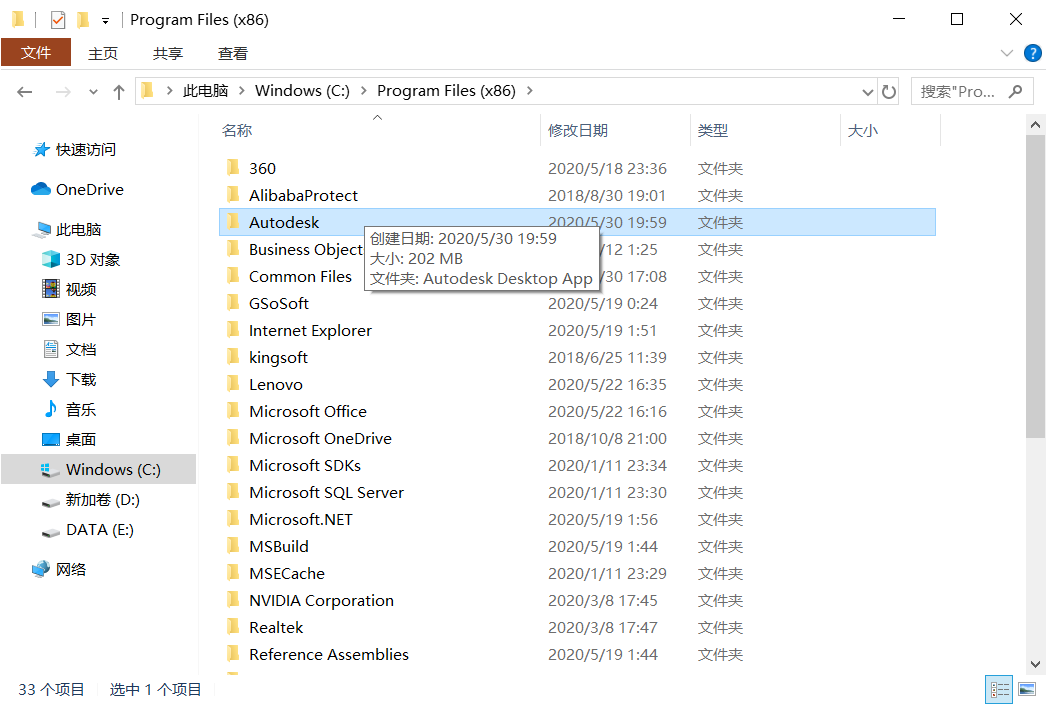 Program Files (x86)
文件 主页 共享 查看
此电脑 Windows (C:) Program Files (x86) 搜索"Pro...
名称 修改日期 类型 大小
快速访问
OneDrive
此电脑
3D 对象
视频
图片
文档
下载
音乐
桌面
Windows (C:)
新加卷 (D:)
DATA (E:)
网络
360 2020/5/18 23:36 文件夹
AlibabaProtect 2018/8/30 19:01 文件夹
Autodesk 2020/5/30 19:59 文件夹
Business Object /12 1:25 文件夹
Common Files /30 17:08 文件夹
创建日期: 2020/5/30 19:59
大小: 202 MB
文件夹: Autodesk Desktop App
GSoSoft 2020/5/19 0:24 文件夹
Internet Explorer 2020/5/19 1:51 文件夹
kingsoft 2018/6/25 11:39 文件夹
Lenovo 2020/5/22 16:35 文件夹
Microsoft Office 2020/5/22 16:16 文件夹
Microsoft OneDrive 2018/10/8 21:00 文件夹
Microsoft SDKs 2020/1/11 23:34 文件夹
Microsoft SQL Server 2020/1/11 23:30 文件夹
Microsoft.NET 2020/5/19 1:56 文件夹
MSBuild 2020/5/19 1:44 文件夹
MSECache 2020/1/11 23:29 文件夹
NVIDIA Corporation 2020/3/8 17:45 文件夹
Realtek 2020/3/8 17:47 文件夹
Reference Assemblies 2020/5/19 1:44 文件夹
33 个项目 选中 1 个项目